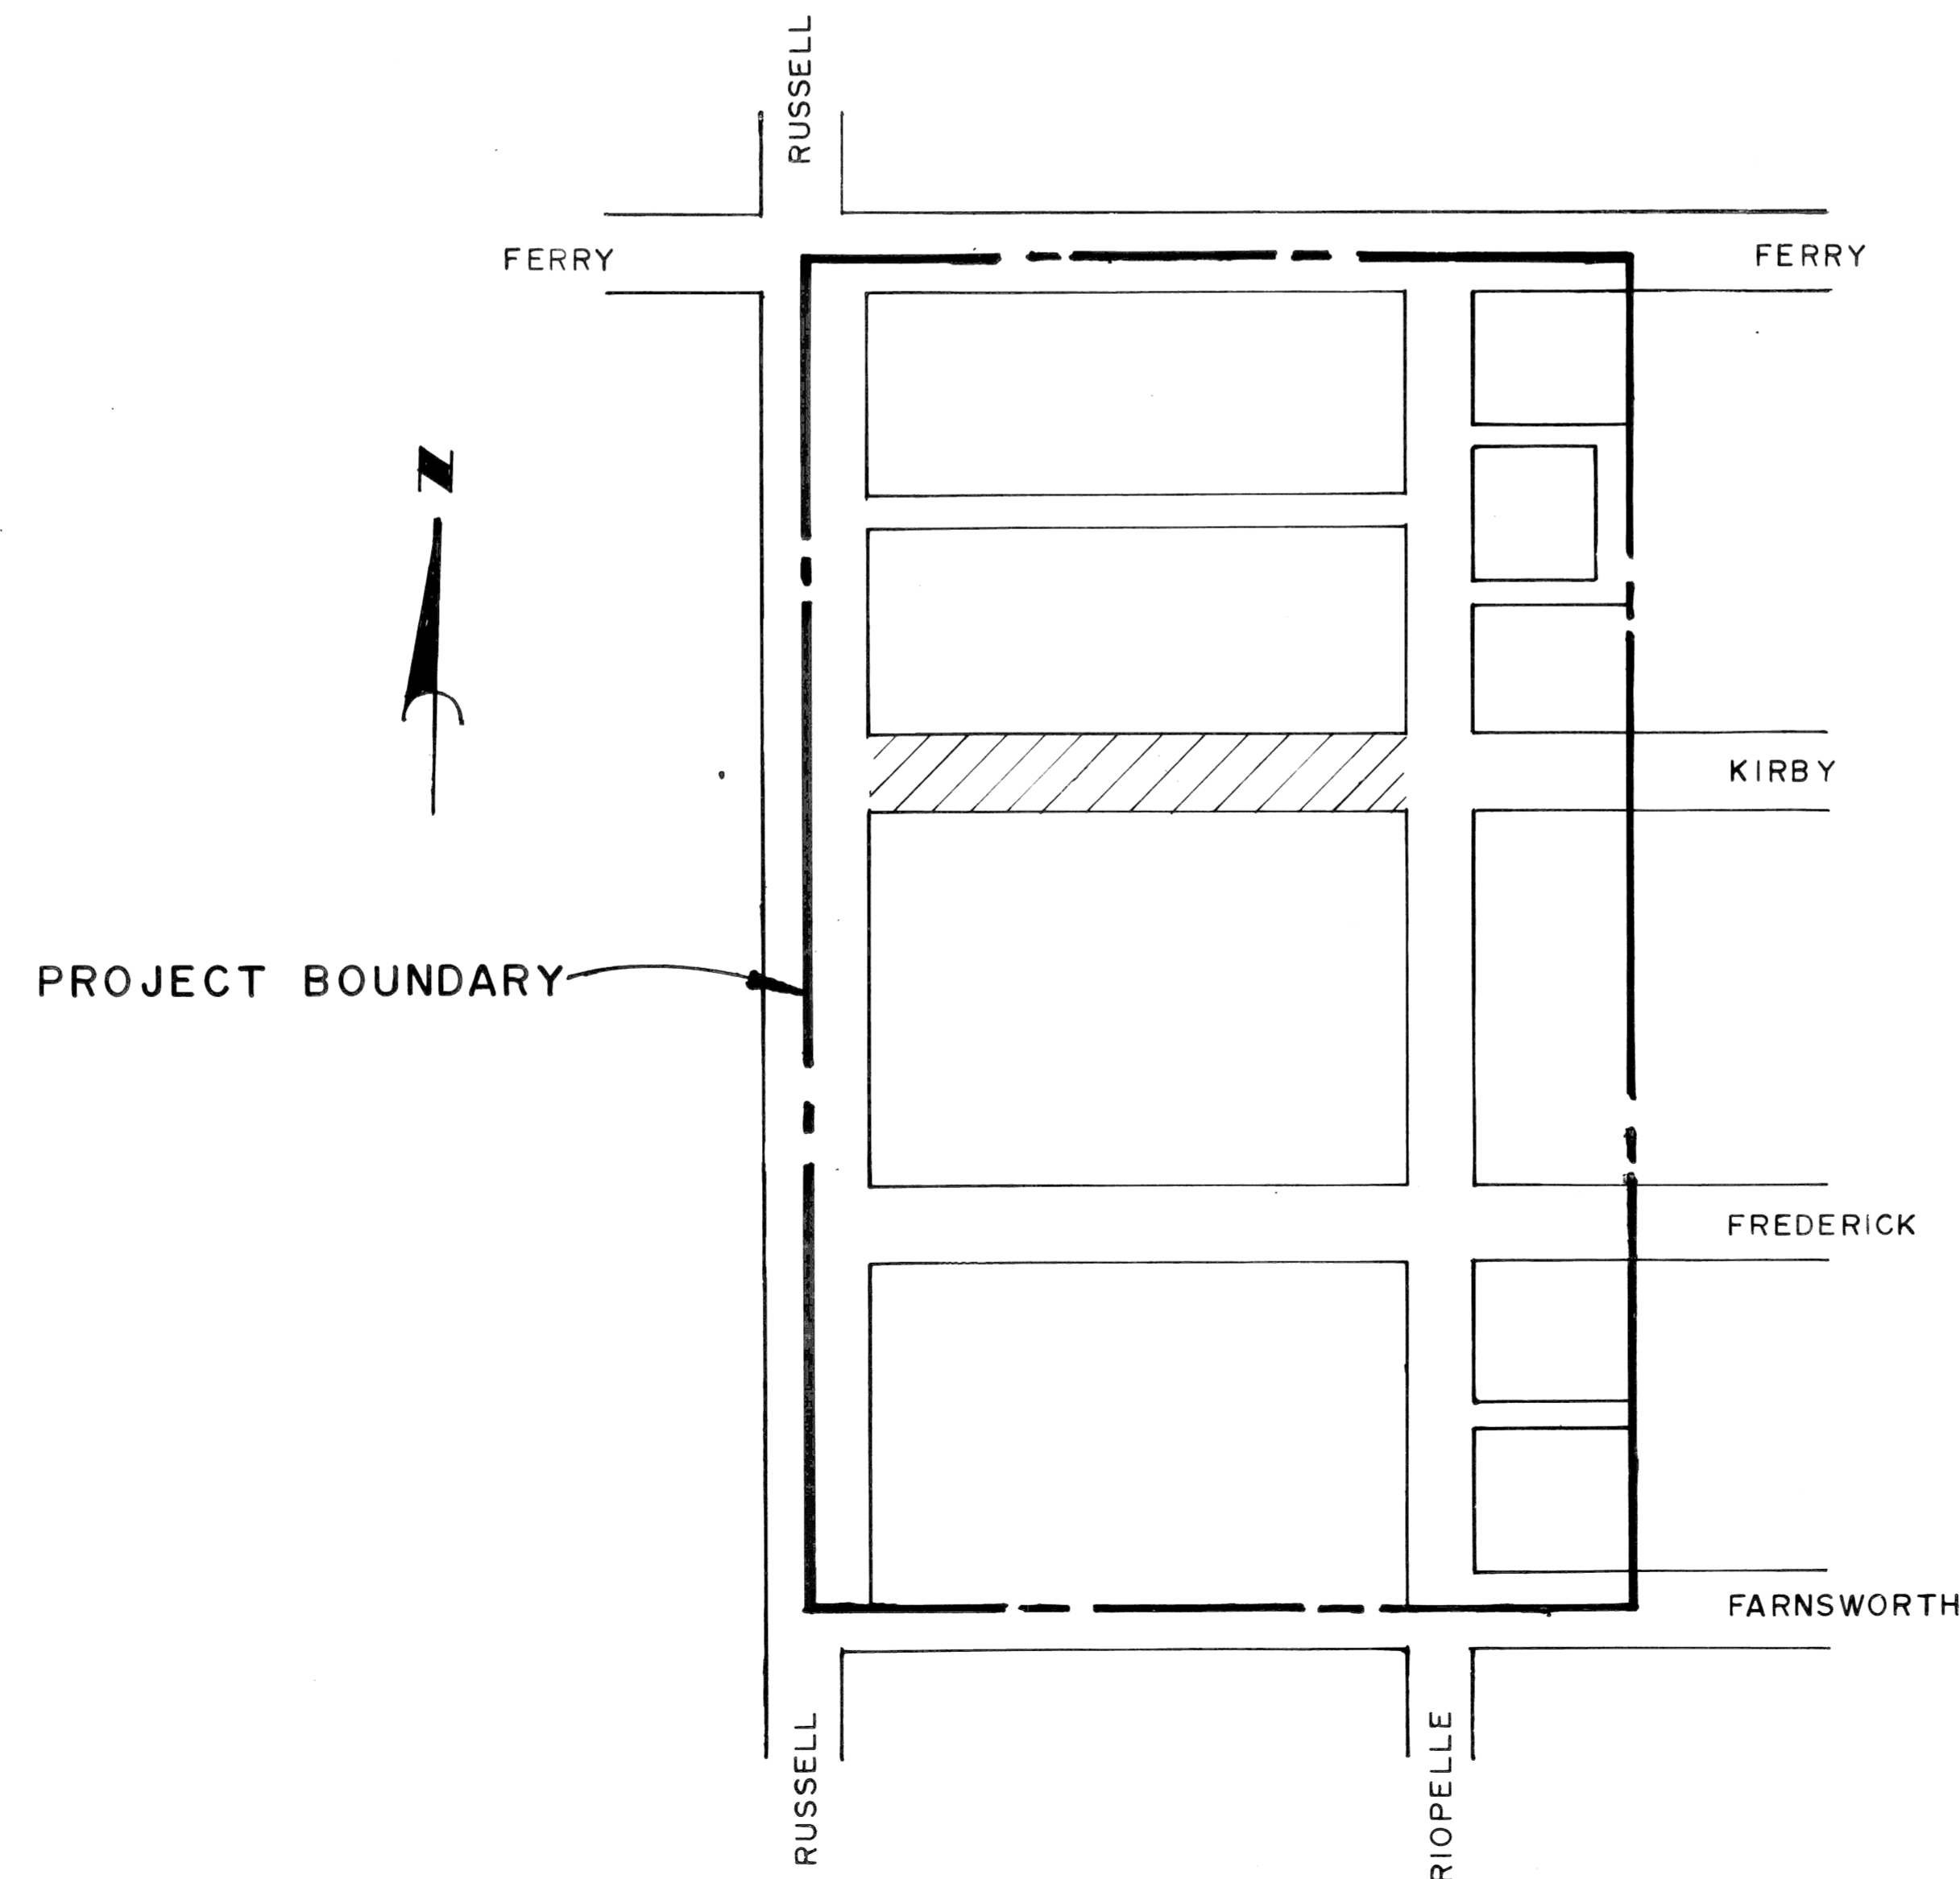 RUSSELL
FERRY
FERRY
N
KIRBY
PROJECT BOUNDARY
FREDERICK
FARNSWORTH
RUSSELL
RIOPELLE